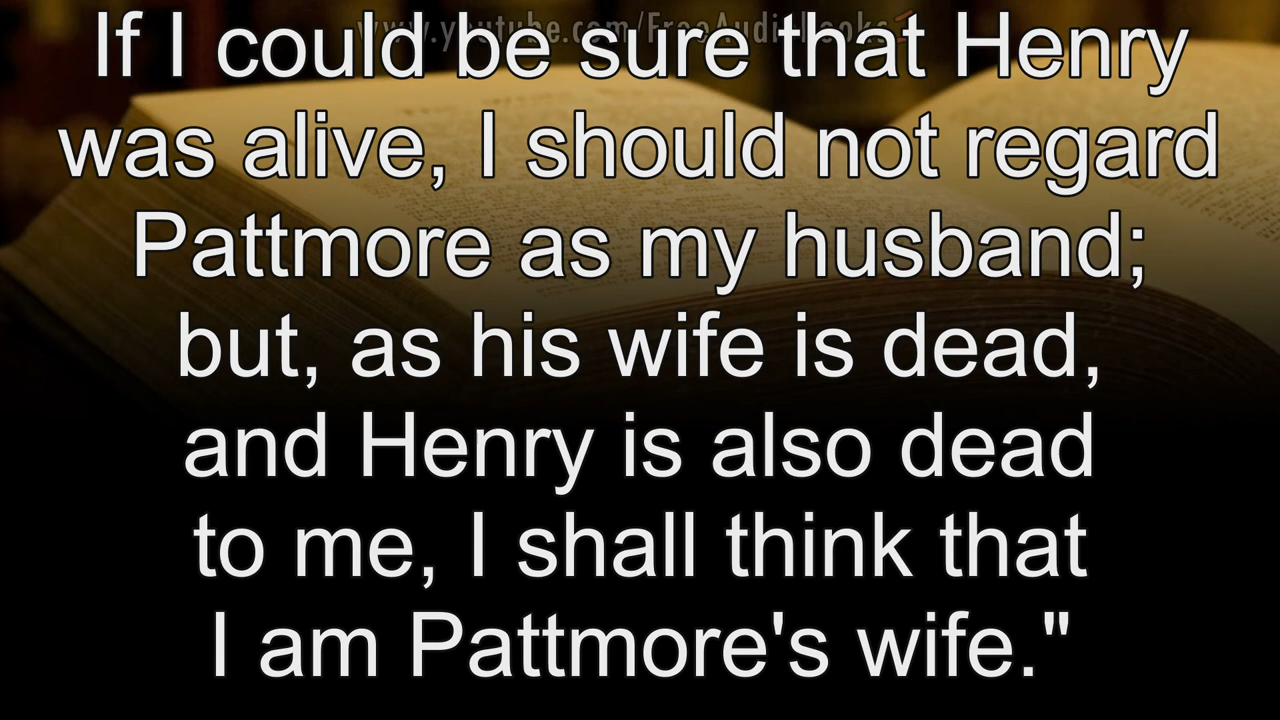 www.youtube.com/FreeAudioBooks
If I could be sure that Henry
was alive, I should not regard
Pattmore as my husband;
but, as his wife is dead,
and Henry is also dead
to me, I shall think that
I am Pattmore's wife."